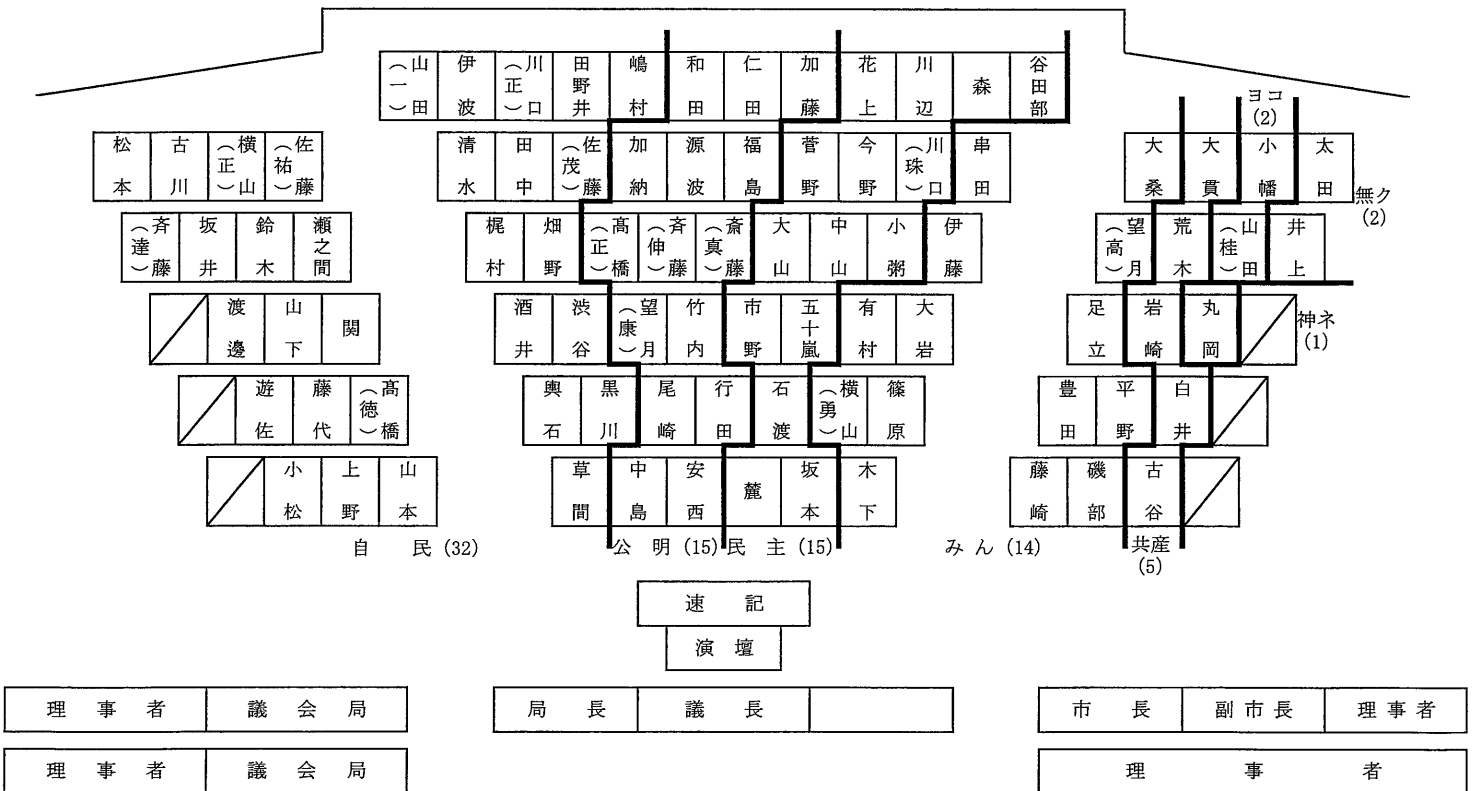 山田（一） 伊波 川口（正） 田野井 嶋村 和田 仁田 加藤 花上 川辺 森 谷田部
ヨコ
(2)
松本 古川 横山（正） 佐藤（祐） 清水 田中 佐藤（茂） 加納 源波 福島 菅野 今野 川口（珠） 串田 大桑 大貫 小幡 太田
無ク
(2)
斉藤（達） 坂井 鈴木 瀬之間 梶村 畑野 髙橋（正） 斉藤（伸） 斎藤（真） 大山 中山 小粥 伊藤 望月（高） 荒木 山田（桂） 井上
渡邊 山下 関 酒井 渋谷 望月（康） 竹内 市野 五十嵐 有村 大岩 足立 岩崎 丸岡
神ネ
(1)
遊佐 藤代 髙橋（徳） 輿石 黒川 尾崎 行田 石渡 横山（勇） 篠原 豊田 平野 白井
小松 上野 山本 草間 中島 安西 麓 坂本 木下 藤崎 磯部 古谷
自民 (32) 公明 (15) 民主 (15) みん (14) 共産
(5)
速記
演壇
理事者 議会局 局長 議長 市長 副市長 理事者
理事者 議会局 理事者